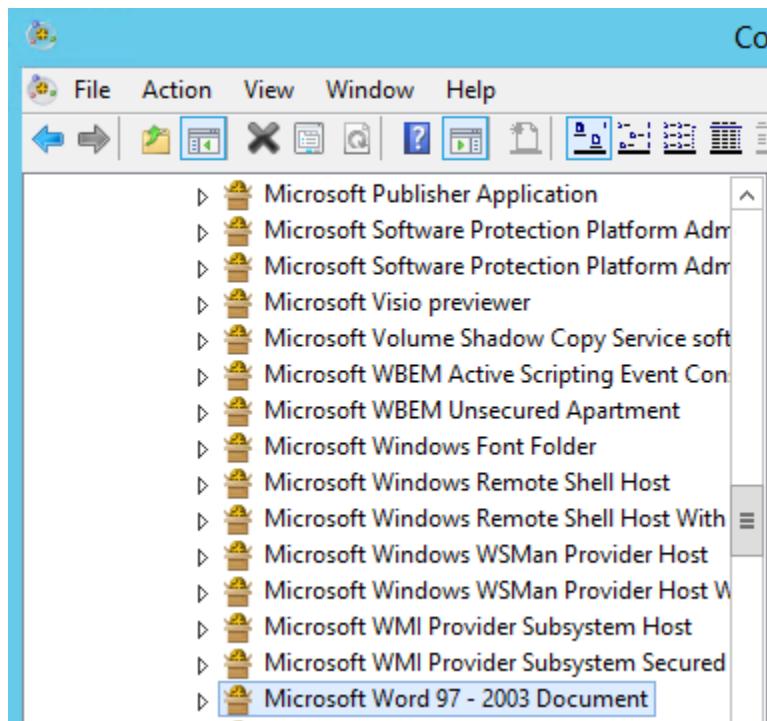 Co
File Action View Window Help
Microsoft Publisher Application
Microsoft Software Protection Platform Adm
Microsoft Software Protection Platform Adm
Microsoft Visio previewer
Microsoft Volume Shadow Copy Service soft
Microsoft WBEM Active Scripting Event Con
Microsoft WBEM Unsecured Apartment
Microsoft Windows Font Folder
Microsoft Windows Remote Shell Host
Microsoft Windows Remote Shell Host With
Microsoft Windows WSMan Provider Host
Microsoft Windows WSMan Provider Host W
Microsoft WMI Provider Subsystem Host
Microsoft WMI Provider Subsystem Secured
Microsoft Word 97 - 2003 Document